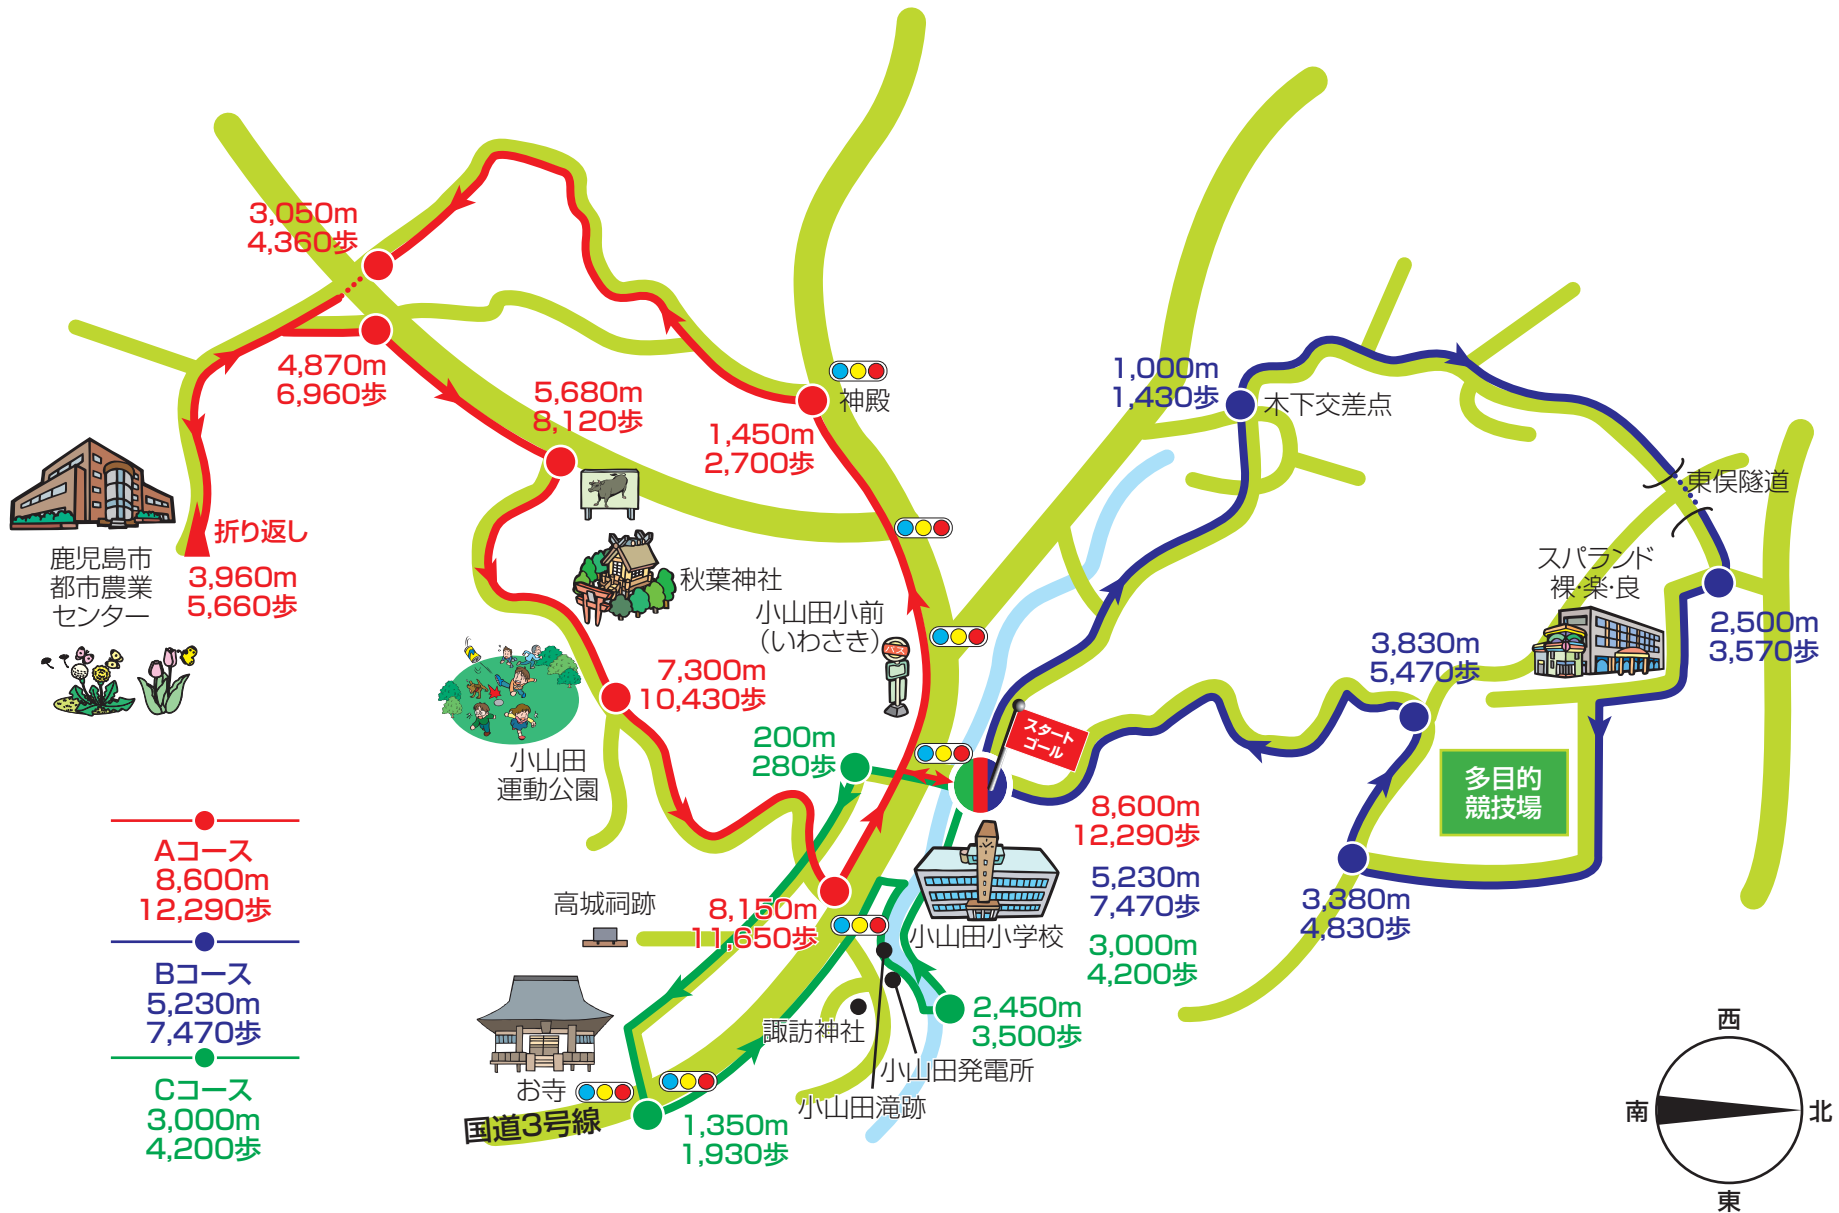 3,050m
4,360歩
4,870m
6,960歩
5,680m
8,120歩
神殿
1,450m
2,700歩
1,000m
1,430歩
木下交差点
東俣隧道
スパランド
裸・楽・良
2,500m
3,570歩
3,830m
5,470歩
多目的
競技場
3,380m
4,830歩
折り返し
3,960m
5,660歩
鹿児島市
都市農業
センター
秋葉神社
小山田小前
(いわさき)
バス
7,300m
10,430歩
小山田
運動公園
200m
280歩
スタート
ゴール
8,600m
12,290歩
5,230m
7,470歩
3,000m
4,200歩
小山田小学校
高城祠跡
8,150m
11,650歩
2,450m
3,500歩
諏訪神社
小山田発電所
小山田滝跡
お寺
国道3号線
1,350m
1,930歩
Aコース
8,600m
12,290歩
Bコース
5,230m
7,470歩
Cコース
3,000m
4,200歩
西
南
北
東